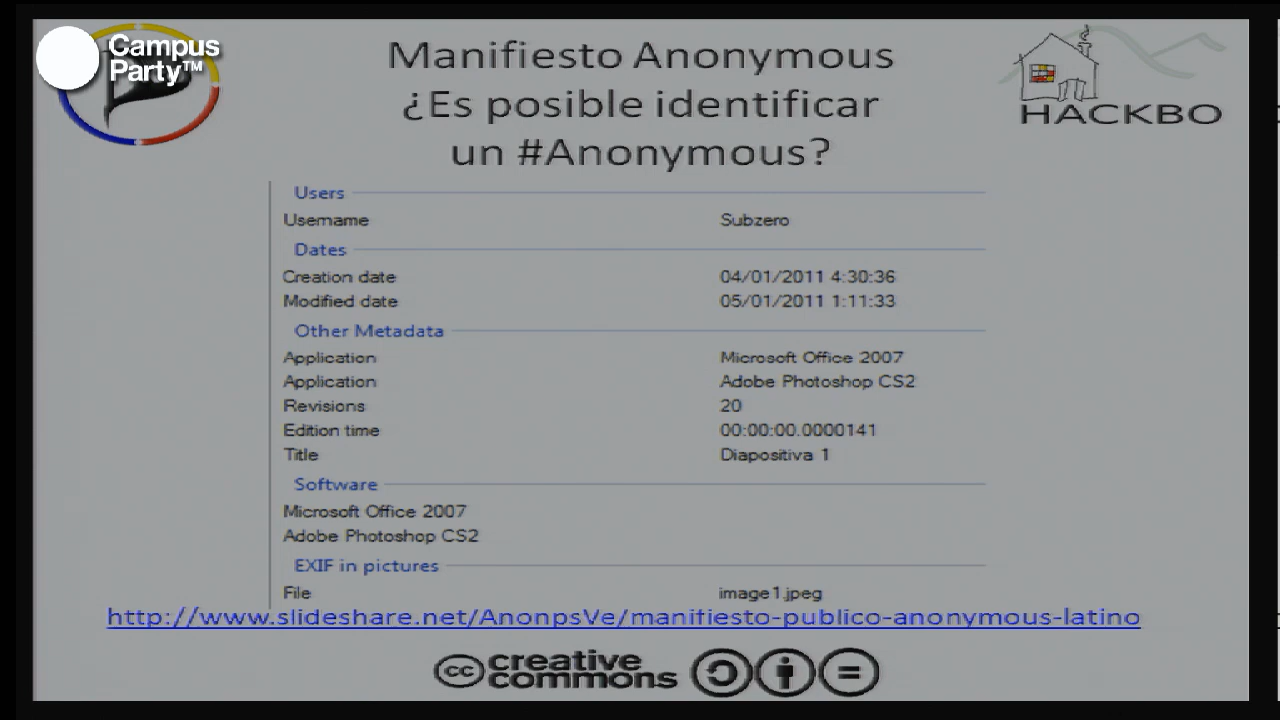 Campus
Party™
Manifiesto Anonymous
¿Es posible identificar
un #Anonymous?
HACKBO
Users
Username Subzero
Dates
Creation date 04/01/2011 4:30:36
Modified date 05/01/2011 1:11:33
Other Metadata
Application Microsoft Office 2007
Application Adobe Photoshop CS2
Revisions 20
Edition time 00:00:00.0000141
Title Diapositiva 1
Software
Microsoft Office 2007
Adobe Photoshop CS2
EXIF in pictures
File image1.jpeg
http://www.slideshare.net/AnonpsVe/manifiesto-publico-anonymous-latino
cc creative
commons